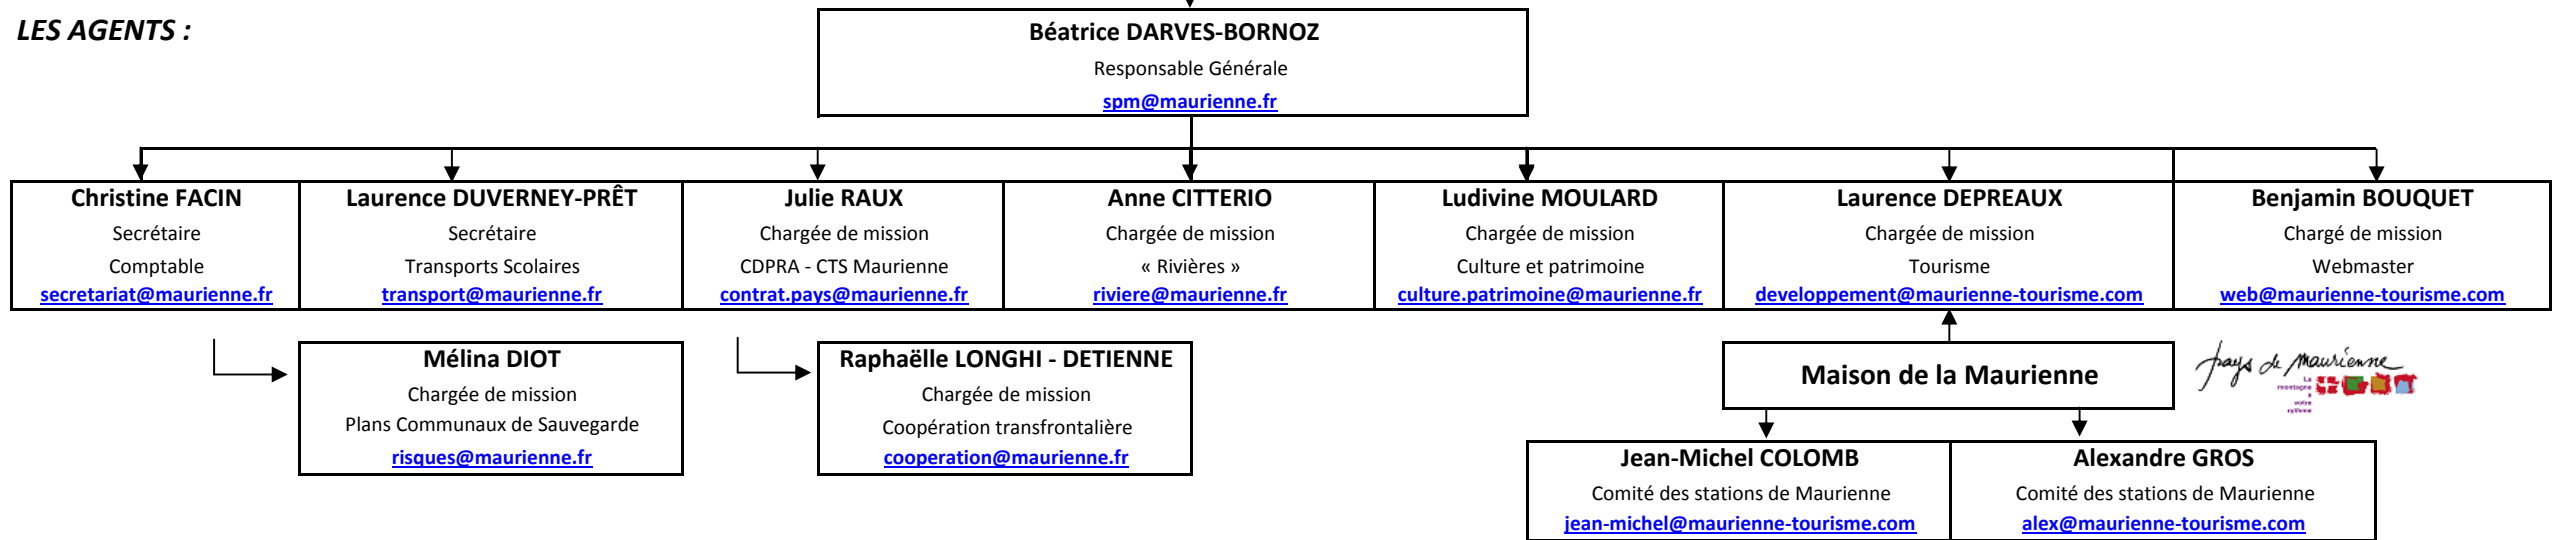 LES AGENTS :
Béatrice DARVES-BORNOZ
Responsable Générale
spm@maurienne.fr
Christine FACIN
Secrétaire
Comptable
secretariat@maurienne.fr
Laurence DUVERNEY-PRÊT
Secrétaire
Transports Scolaires
transport@maurienne.fr
Julie RAUX
Chargée de mission
CDPRA - CTS Maurienne
contrat.pays@maurienne.fr
Anne CITTERIO
Chargée de mission
« Rivières »
riviere@maurienne.fr
Ludivine MOULARD
Chargée de mission
Culture et patrimoine
culture.patrimoine@maurienne.fr
Laurence DEPREAUX
Chargée de mission
Tourisme
developpement@maurienne-tourisme.com
Benjamin BOUQUET
Chargé de mission
Webmaster
web@maurienne-tourisme.com
Mélina DIOT
Chargée de mission
Plans Communaux de Sauvegarde
risques@maurienne.fr
Raphaëlle LONGHI - DETIENNE
Chargée de mission
Coopération transfrontalière
cooperation@maurienne.fr
Maison de la Maurienne
pays de maurienne
La
montagne
à
votre
rythme
Jean-Michel COLOMB
Comité des stations de Maurienne
jean-michel@maurienne-tourisme.com
Alexandre GROS
Comité des stations de Maurienne
alex@maurienne-tourisme.com